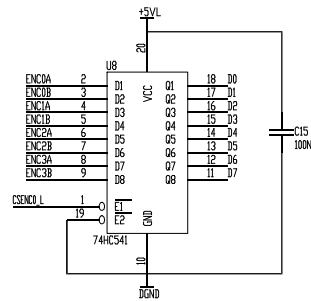 +5VL
20
U8
ENC0A 2 D1 VCC Q1 18 D0
ENC0B 3 D2 Q2 17 D1
ENC1A 4 D3 Q3 16 D2
ENC1B 5 D4 Q4 15 D3
ENC2A 6 D5 Q5 14 D4
ENC2B 7 D6 Q6 13 D5
ENC3A 8 D7 Q7 12 D6
ENC3B 9 D8 Q8 11 D7
C15
100N
CSENC0_L 1 E1
19 E2 GND
74HC541
10
DGND